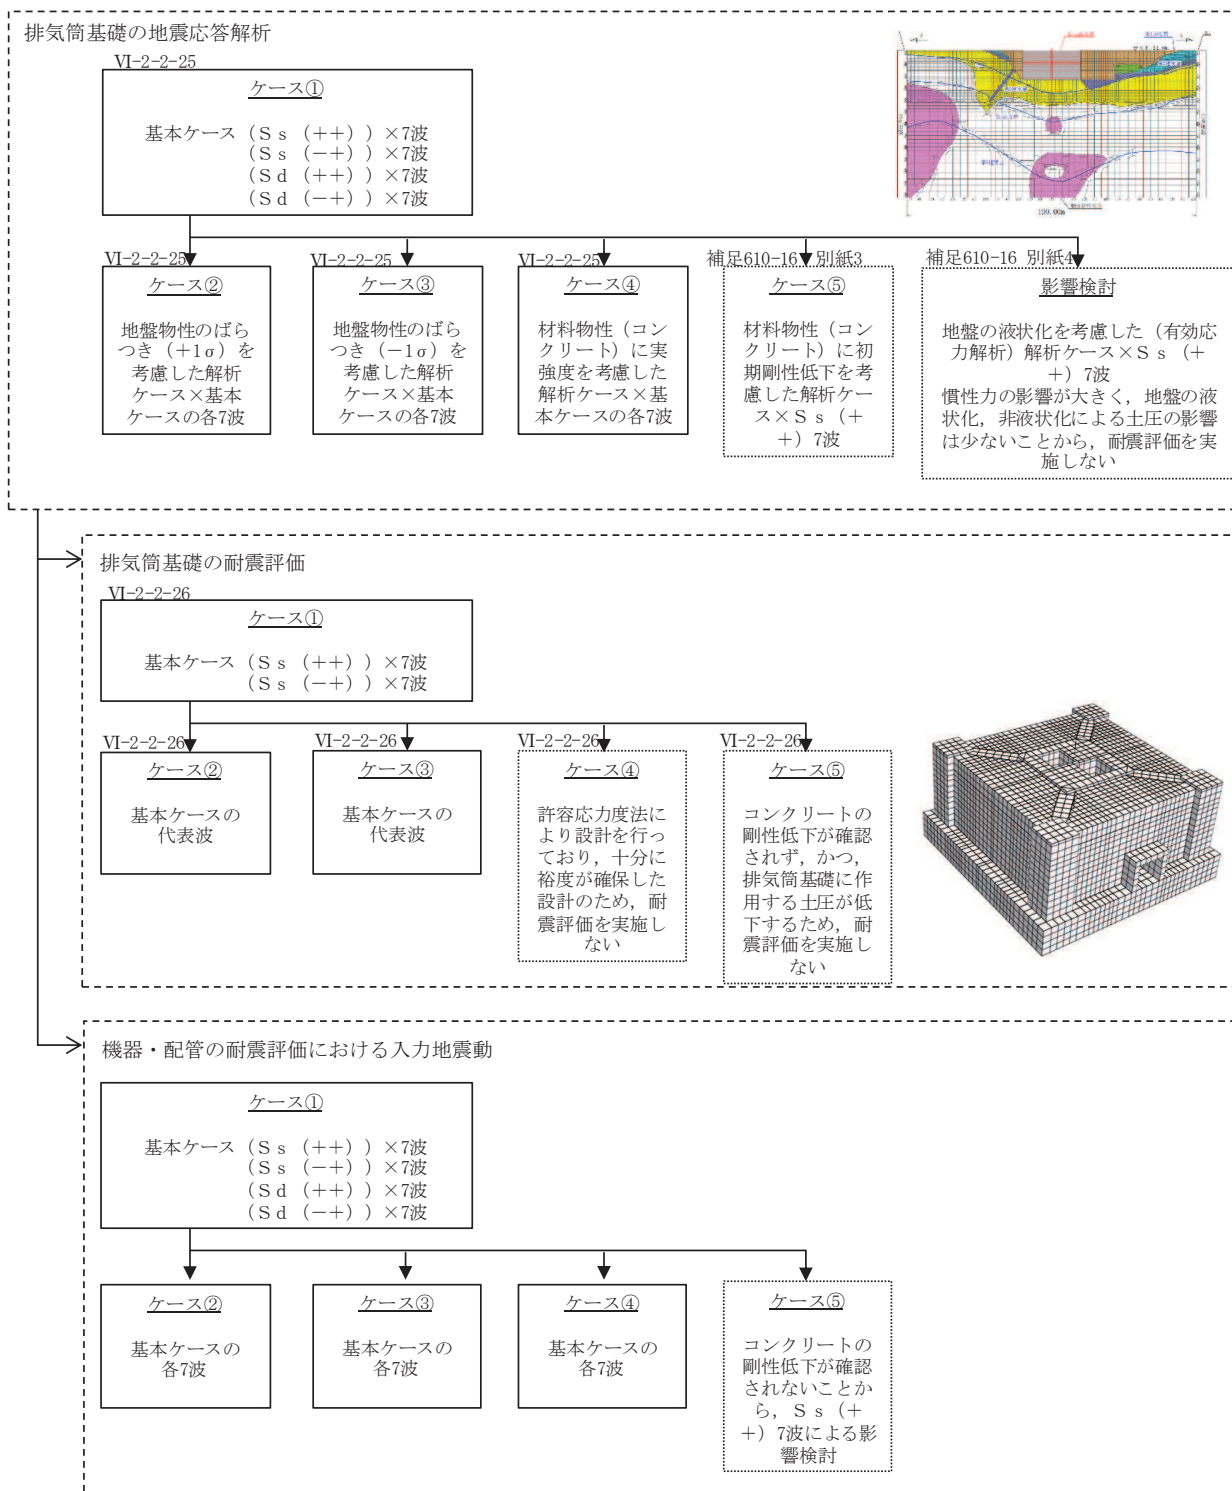 排気筒基礎の地震応答解析
Ⅵ-2-2-25
ケース①
基本ケース（Ｓｓ（＋＋））×7波
（Ｓｓ（－＋））×7波
（Ｓｄ（＋＋））×7波
（Ｓｄ（－＋））×7波
190.00m
Ⅵ-2-2-25
ケース②
地盤物性のばら
つき（＋1σ）を
考慮した解析
ケース×基本
ケースの各7波
Ⅵ-2-2-25
ケース③
地盤物性のばら
つき（－1σ）を
考慮した解析
ケース×基本
ケースの各7波
Ⅵ-2-2-25
ケース④
材料物性（コン
クリート）に実
強度を考慮した
解析ケース×基
本ケースの各7波
補足610-16 別紙3
ケース⑤
材料物性（コン
クリート）に初
期剛性低下を考
慮した解析ケー
ス×Ｓｓ（＋
＋）7波
補足610-16 別紙4
影響検討
地盤の液状化を考慮した（有効応
力解析）解析ケース×Ｓｓ（＋
＋）7波
慣性力の影響が大きく，地盤の液
状化，非液状化による土圧の影響
は少ないことから，耐震評価を実
施しない
排気筒基礎の耐震評価
Ⅵ-2-2-26
ケース①
基本ケース（Ｓｓ（＋＋））×7波
（Ｓｓ（－＋））×7波
Ⅵ-2-2-26
ケース②
基本ケースの
代表波
Ⅵ-2-2-26
ケース③
基本ケースの
代表波
Ⅵ-2-2-26
ケース④
許容応力度法に
より設計を行っ
ており，十分に
裕度が確保した
設計のため，耐
震評価を実施し
ない
Ⅵ-2-2-26
ケース⑤
コンクリートの
剛性低下が確認
されず，かつ，
排気筒基礎に作
用する土圧が低
下するため，耐
震評価を実施し
ない
機器・配管の耐震評価における入力地震動
ケース①
基本ケース（Ｓｓ（＋＋））×7波
（Ｓｓ（－＋））×7波
（Ｓｄ（＋＋））×7波
（Ｓｄ（－＋））×7波
ケース②
基本ケースの
各7波
ケース③
基本ケースの
各7波
ケース④
基本ケースの
各7波
ケース⑤
コンクリートの
剛性低下が確認
されないことか
ら，Ｓｓ（＋
＋）7波による影
響検討